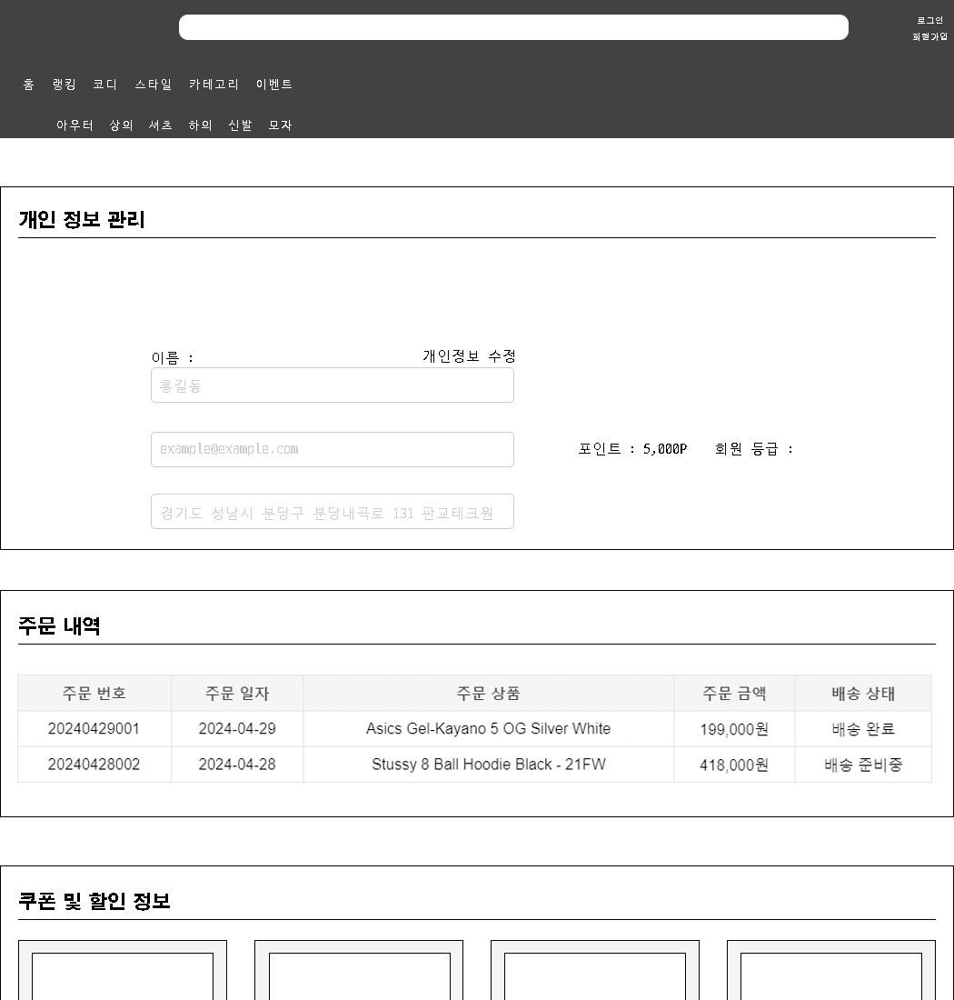 로그인
회원가입
홈 랭킹 코디 스타일 카테고리 이벤트
아우터 상의 셔츠 하의 신발 모자
개인 정보 관리
이름 : 개인정보 수정
홍길동
example@example.com
포인트 : 5,000P 회원 등급 :
경기도 성남시 분당구 분당내곡로 131 판교테크원
주문 내역
주문 번호 주문 일자 주문 상품 주문 금액 배송 상태
20240429001 2024-04-29 Asics Gel-Kayano 5 OG Silver White 199,000원 배송 완료
20240428002 2024-04-28 Stussy 8 Ball Hoodie Black - 21FW 418,000원 배송 준비중
쿠폰 및 할인 정보